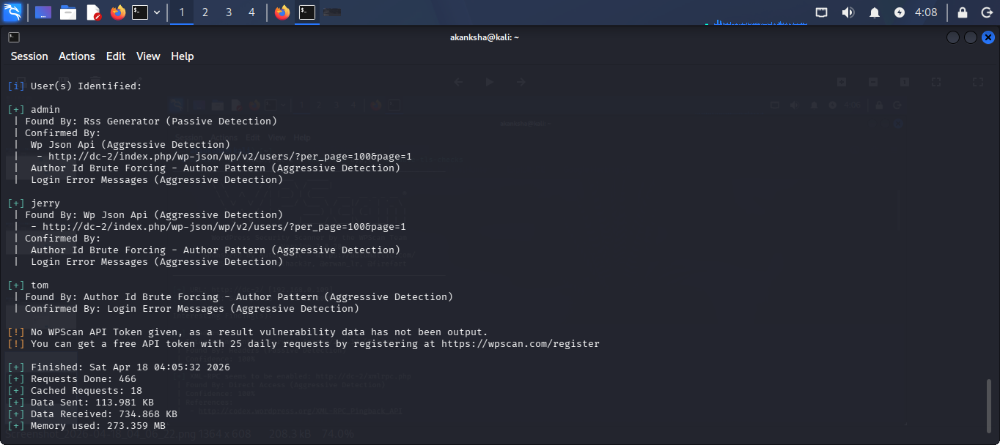 1 2 3 4 4:08
akanksha@kali: ~
Session Actions Edit View Help
[i] User(s) Identified:
[+] admin
| Found By: Rss Generator (Passive Detection)
| Confirmed By:
|  Wp Json Api (Aggressive Detection)
|   - http://dc-2/index.php/wp-json/wp/v2/users/?per_page=100&page=1
|  Author Id Brute Forcing - Author Pattern (Aggressive Detection)
|  Login Error Messages (Aggressive Detection)
[+] jerry
| Found By: Wp Json Api (Aggressive Detection)
|  - http://dc-2/index.php/wp-json/wp/v2/users/?per_page=100&page=1
| Confirmed By:
|  Author Id Brute Forcing - Author Pattern (Aggressive Detection)
|  Login Error Messages (Aggressive Detection)
[+] tom
| Found By: Author Id Brute Forcing - Author Pattern (Aggressive Detection)
| Confirmed By: Login Error Messages (Aggressive Detection)
[!] No WPScan API Token given, as a result vulnerability data has not been output.
[!] You can get a free API token with 25 daily requests by registering at https://wpscan.com/register
[+] Finished: Sat Apr 18 04:05:32 2026
[+] Requests Done: 466
[+] Cached Requests: 18
[+] Data Sent: 113.981 KB
[+] Data Received: 734.868 KB
[+] Memory used: 273.359 MB
Screenshot_2026-04-18_04_06_22.png 1364 x 608 208.3 kB 74.0%